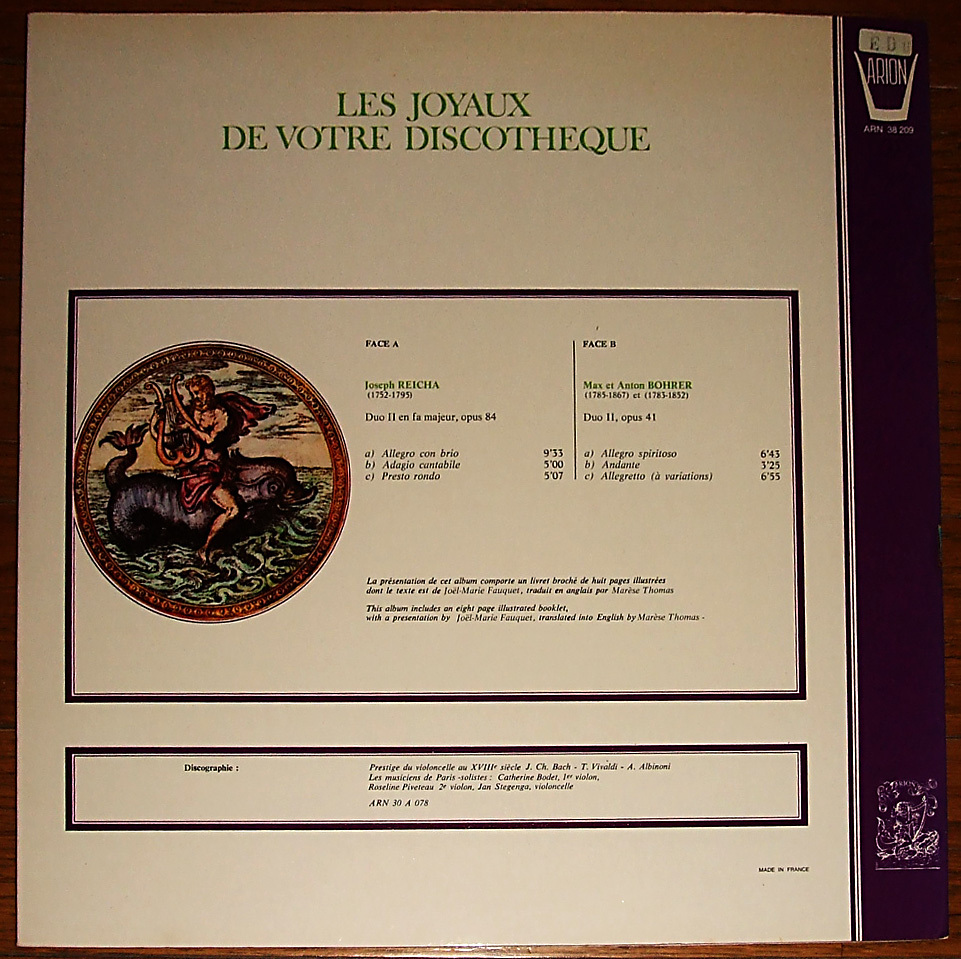 E D
ARION
ARN 38 209
LES JOYAUX
DE VOTRE DISCOTHEQUE
FACE A
Joseph REICHA
(1752-1795)
Duo II en fa majeur, opus 84
a) Allegro con brio 9'33
b) Adagio cantabile 5'00
c) Presto rondo 5'07
FACE B
Max et Anton BOHRER
(1785-1867) et (1783-1852)
Duo II, opus 41
a) Allegro spiritoso 6'43
b) Andante 3'25
c) Allegretto (à variations) 6'55
La présentation de cet album comporte un livret broché de huit pages illustrées
dont le texte est de Joël-Marie Fauquet, traduit en anglais par Marèse Thomas
This album includes an eight page illustrated booklet,
with a presentation by Joël-Marie Fauquet, translated into English by Marèse Thomas -
Discographie :
Prestige du violoncelle au XVIIIe siècle J. Ch. Bach - T. Vivaldi - A. Albinoni
Les musiciens de Paris -solistes : Catherine Bodet, 1er violon,
Roseline Piveteau 2e violon, Jan Stegenga, violoncelle
ARN 30 A 078
MADE IN FRANCE
ARION